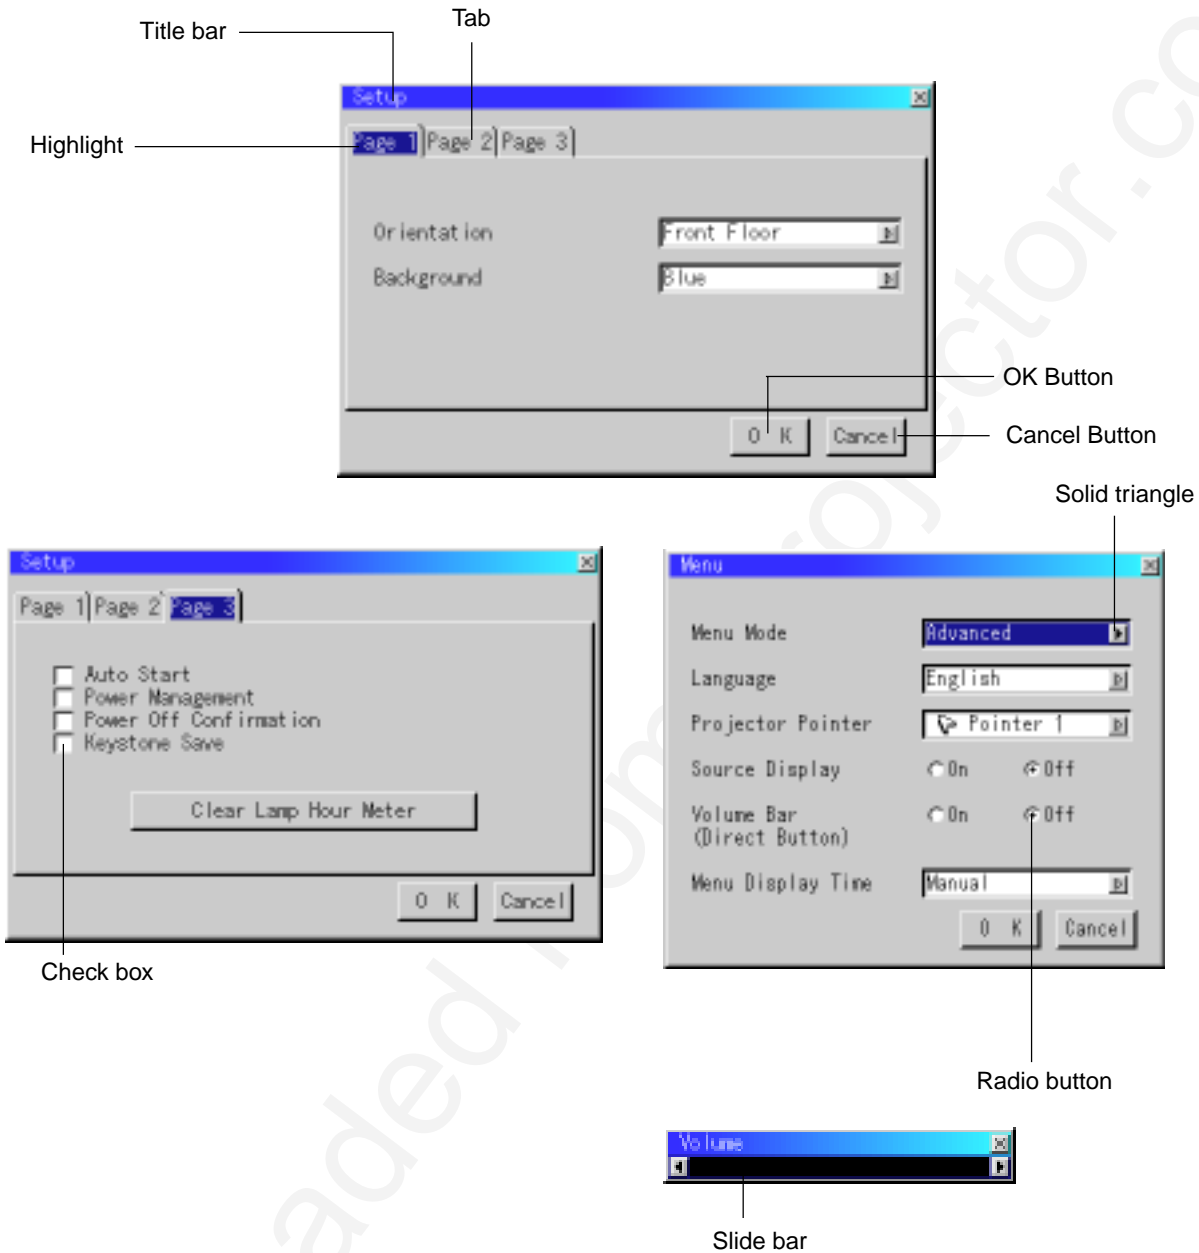 Title bar
Tab
Setup
Highlight
Page 1 Page 2 Page 3
Orientation Front Floor
Background Blue
OK Button
O K Cancel
Cancel Button
Solid triangle
Setup
Page 1 Page 2 Page 3
Auto Start
Power Management
Power Off Confirmation
Keystone Save
Clear Lamp Hour Meter
O K Cancel
Check box
Menu
Menu Mode Advanced
Language English
Projector Pointer Pointer 1
Source Display On Off
Volume Bar On Off
(Direct Button)
Menu Display Time Manual
O K Cancel
Radio button
Volume
Slide bar